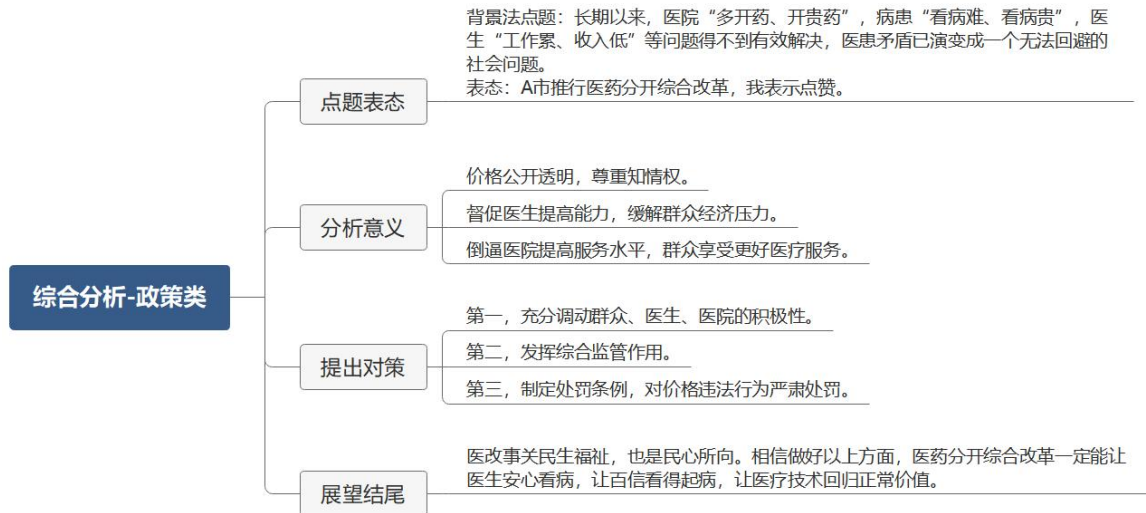 背景法点题：长期以来，医院“多开药、开贵药”，病患“看病难、看病贵”，医
生“工作累、收入低”等问题得不到有效解决，医患矛盾已演变成一个无法回避的
社会问题。
表态：A市推行医药分开综合改革，我表示点赞。
点题表态
价格公开透明，尊重知情权。
督促医生提高能力，缓解群众经济压力。
倒逼医院提高服务水平，群众享受更好医疗服务。
分析意义
综合分析-政策类
第一，充分调动群众、医生、医院的积极性。
第二，发挥综合监管作用。
第三，制定处罚条例，对价格违法行为严肃处罚。
提出对策
医改事关民生福祉，也是民心所向。相信做好以上方面，医药分开综合改革一定能让
医生安心看病，让百信看得起病，让医疗技术回归正常价值。
展望结尾